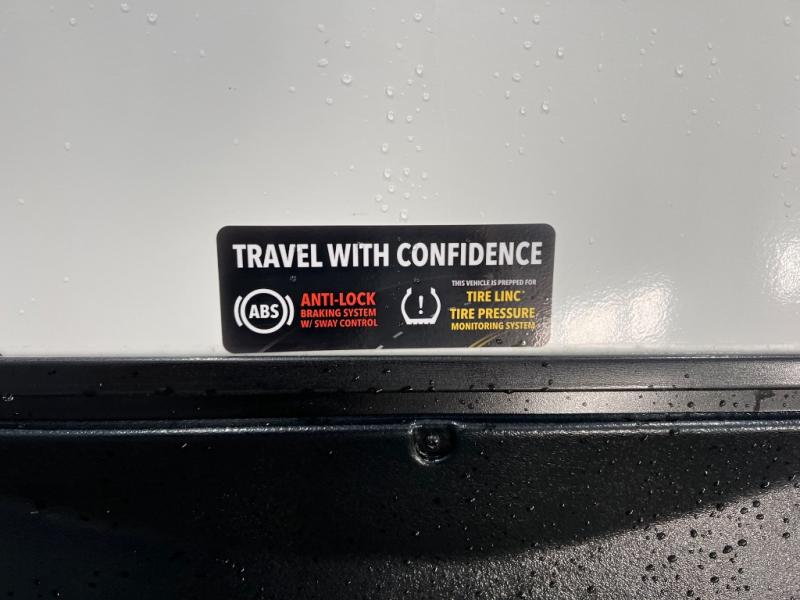 TRAVEL WITH CONFIDENCE
ABS
ANTI-LOCK
BRAKING SYSTEM
W/ SWAY CONTROL
!
THIS VEHICLE IS PREPPED FOR
TIRE LINC®
TIRE PRESSURE
MONITORING SYSTEM